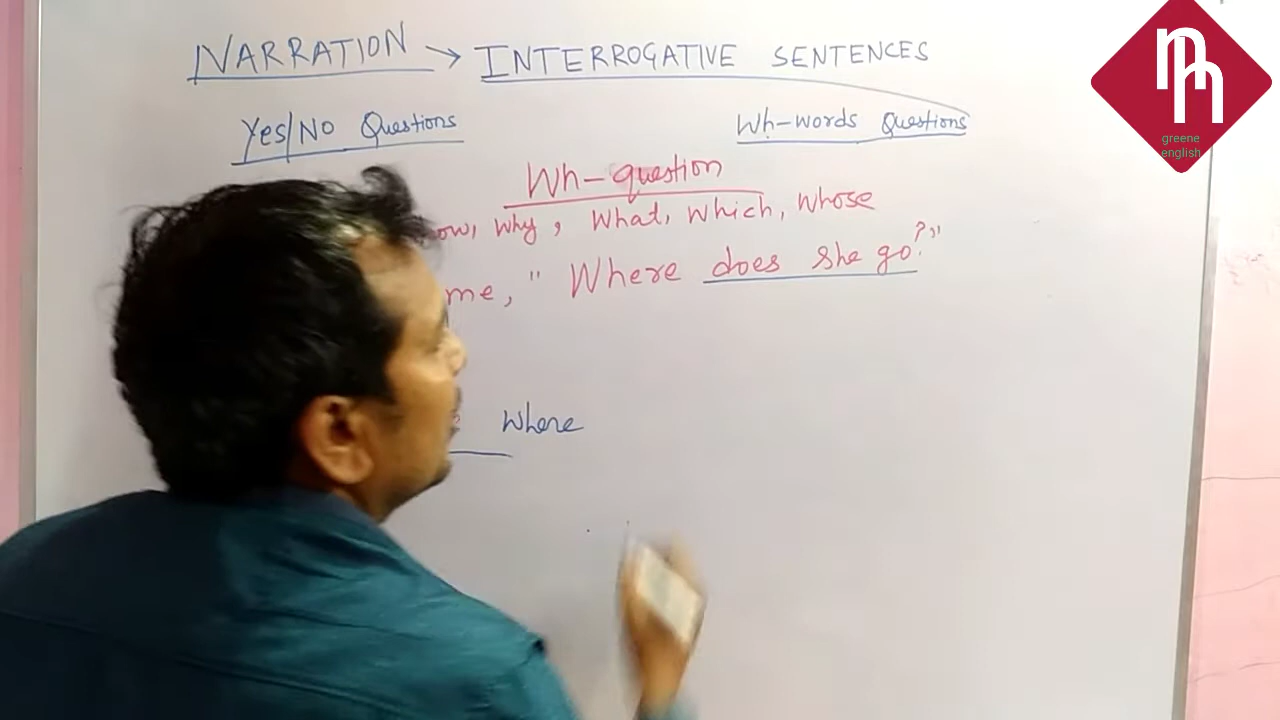 NARRATION → INTERROGATIVE SENTENCES
Yes/No Questions
Wh-words Questions
Wh-question
why, What, Which, Whose
me, " Where does she go?"
Where
greene
english